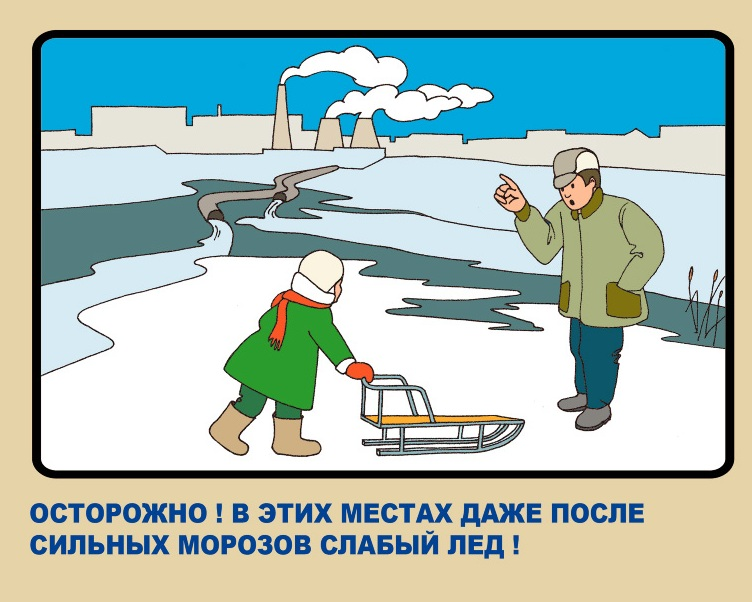 ОСТОРОЖНО ! В ЭТИХ МЕСТАХ ДАЖЕ ПОСЛЕ
СИЛЬНЫХ МОРОЗОВ СЛАБЫЙ ЛЕД !